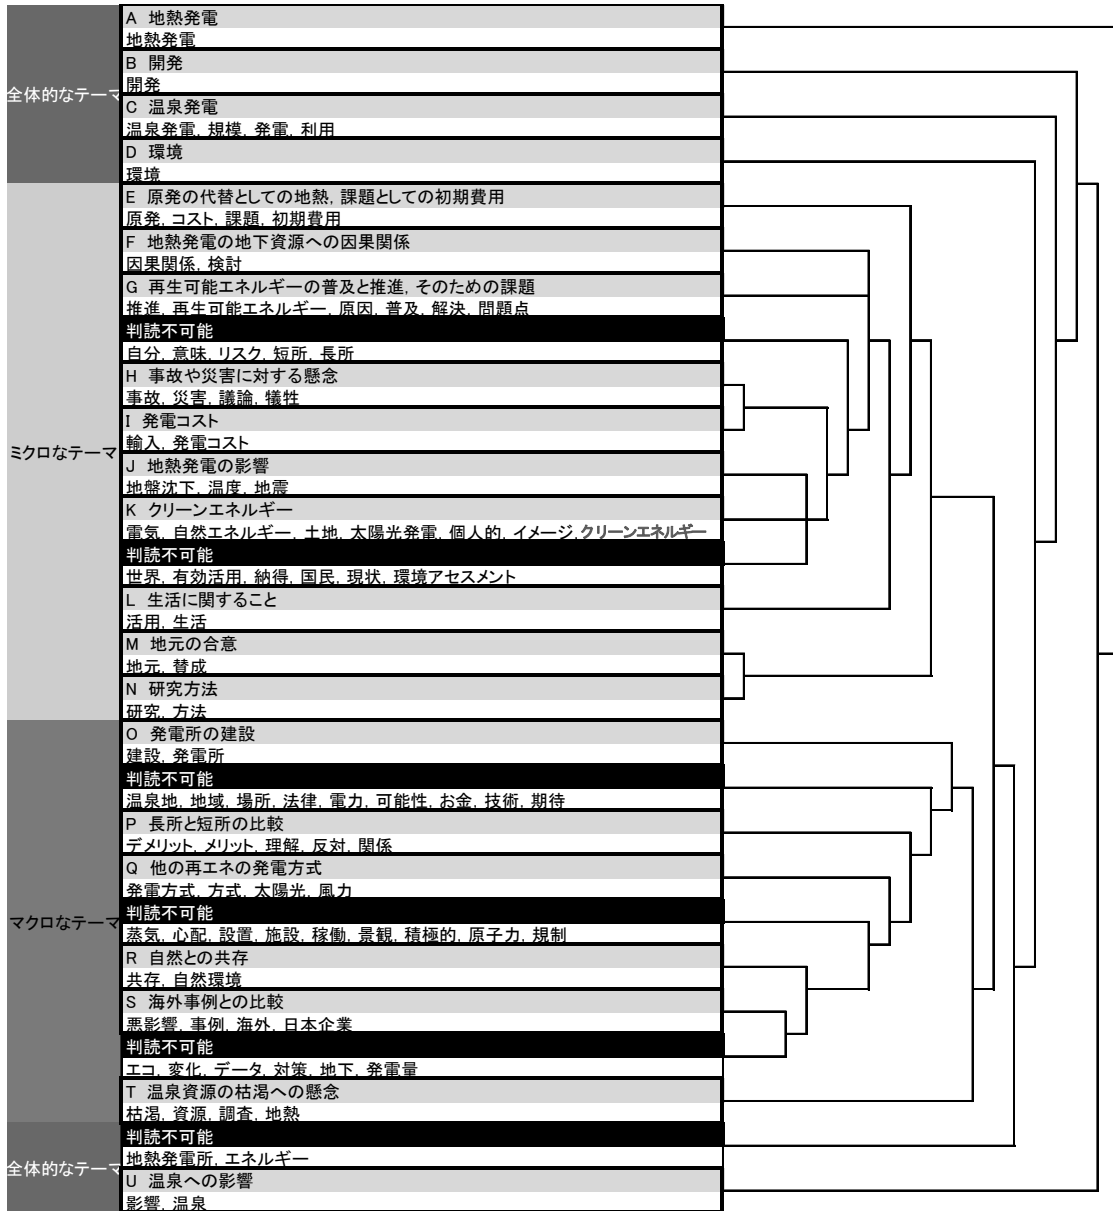 全体的なテーマ
A 地熱発電
地熱発電
B 開発
開発
C 温泉発電
温泉発電, 規模, 発電, 利用
D 環境
環境
ミクロなテーマ
E 原発の代替としての地熱, 課題としての初期費用
原発, コスト, 課題, 初期費用
F 地熱発電の地下資源への因果関係
因果関係, 検討
G 再生可能エネルギーの普及と推進, そのための課題
推進, 再生可能エネルギー, 原因, 普及, 解決, 問題点
判読不可能
自分, 意味, リスク, 短所, 長所
H 事故や災害に対する懸念
事故, 災害, 議論, 犠牲
I 発電コスト
輸入, 発電コスト
J 地熱発電の影響
地盤沈下, 温度, 地震
K クリーンエネルギー
電気, 自然エネルギー, 土地, 太陽光発電, 個人的, イメージ, クリーンエネルギー
判読不可能
世界, 有効活用, 納得, 国民, 現状, 環境アセスメント
L 生活に関すること
活用, 生活
M 地元の合意
地元, 賛成
N 研究方法
研究, 方法
マクロなテーマ
O 発電所の建設
建設, 発電所
判読不可能
温泉地, 地域, 場所, 法律, 電力, 可能性, お金, 技術, 期待
P 長所と短所の比較
デメリット, メリット, 理解, 反対, 関係
Q 他の再エネの発電方式
発電方式, 方式, 太陽光, 風力
判読不可能
蒸気, 心配, 設置, 施設, 稼働, 景観, 積極的, 原子力, 規制
R 自然との共存
共存, 自然環境
S 海外事例との比較
悪影響, 事例, 海外, 日本企業
判読不可能
エコ, 変化, データ, 対策, 地下, 発電量
T 温泉資源の枯渇への懸念
枯渇, 資源, 調査, 地熱
全体的なテーマ
判読不可能
地熱発電所, エネルギー
U 温泉への影響
影響, 温泉